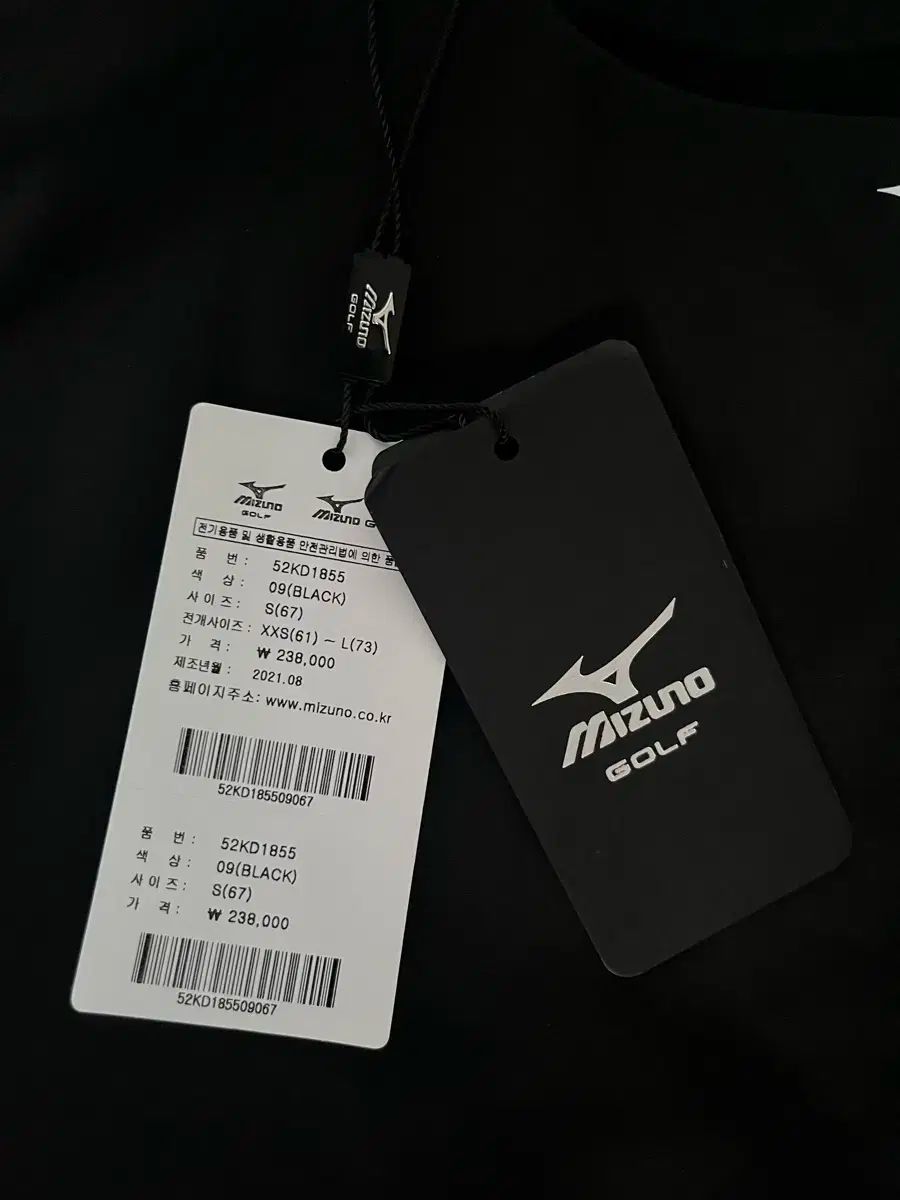 MIZUNO
GOLF
MIZUNO
GOLF
MIZUNO G
전기용품 및 생활용품 안전관리법에 의한 품
품 번 : 52KD1855
색 상 : 09(BLACK)
사 이 즈 : S(67)
전개사이즈 : XXS(61) ~ L(73)
가 격 : ₩ 238,000
제조년월 : 2021.08
홈페이지주소: www.mizuno.co.kr
52KD185509067
품 번 : 52KD1855
색 상 : 09(BLACK)
사 이 즈 : S(67)
가 격 : ₩ 238,000
52KD185509067
MIZUNO
GOLF